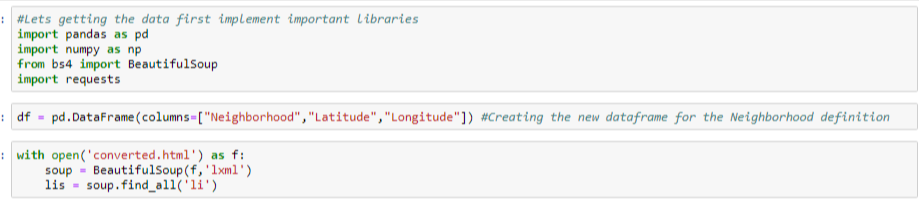 #Lets getting the data first implement important Libraries
import pandas as pd
import numpy as np
from bs4 import BeautifulSoup
import requests
df = pd.DataFrame(columns=["Neighborhood","Latitude","Longitude"]) #Creating the new dataframe for the Neighborhood definition
with open('converted.html') as f:
    soup = BeautifulSoup(f,'lxml')
    lis = soup.find_all('li')